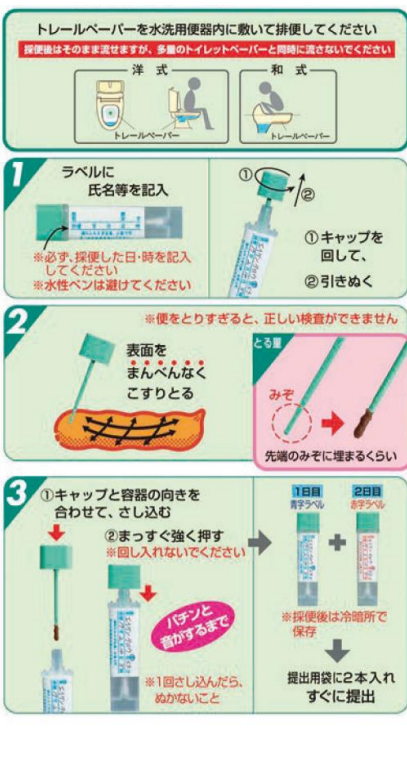 トレールペーパーを水洗用便器内に敷いて排便してください
採便後はそのまま流せますが、多量のトイレットペーパーと同時に流さないでください
洋 式
トレールペーパー
和 式
トレールペーパー
1
ラベルに
氏名等を記入
※必ず、採便した日・時を記入
してください
※水性ペンは避けてください
①
②
①キャップを
回して、
②引きぬく
2
※便をとりすぎると、正しい検査ができません
表面を
まんべんなく
こすりとる
とる量
みぞ
先端のみぞに埋まるくらい
3
①キャップと容器の向きを
合わせて、さし込む
②まっすぐ強く押す
※回し入れないでください
パチンと
音がするまで
※1回さし込んだら、
ぬかないこと
1日目
青字ラベル
2日目
赤字ラベル
※採便後は冷暗所で
保存
提出用袋に2本入れ
すぐに提出